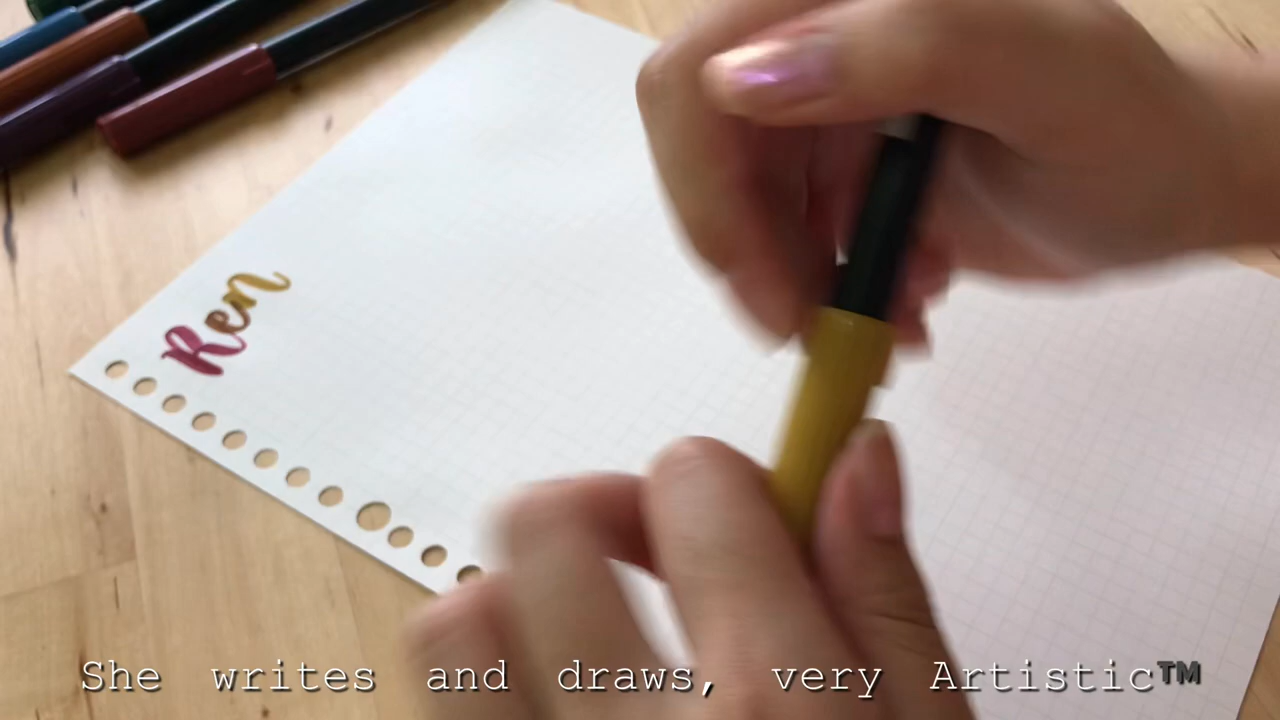 Ren
She writes and draws, very Artistic™